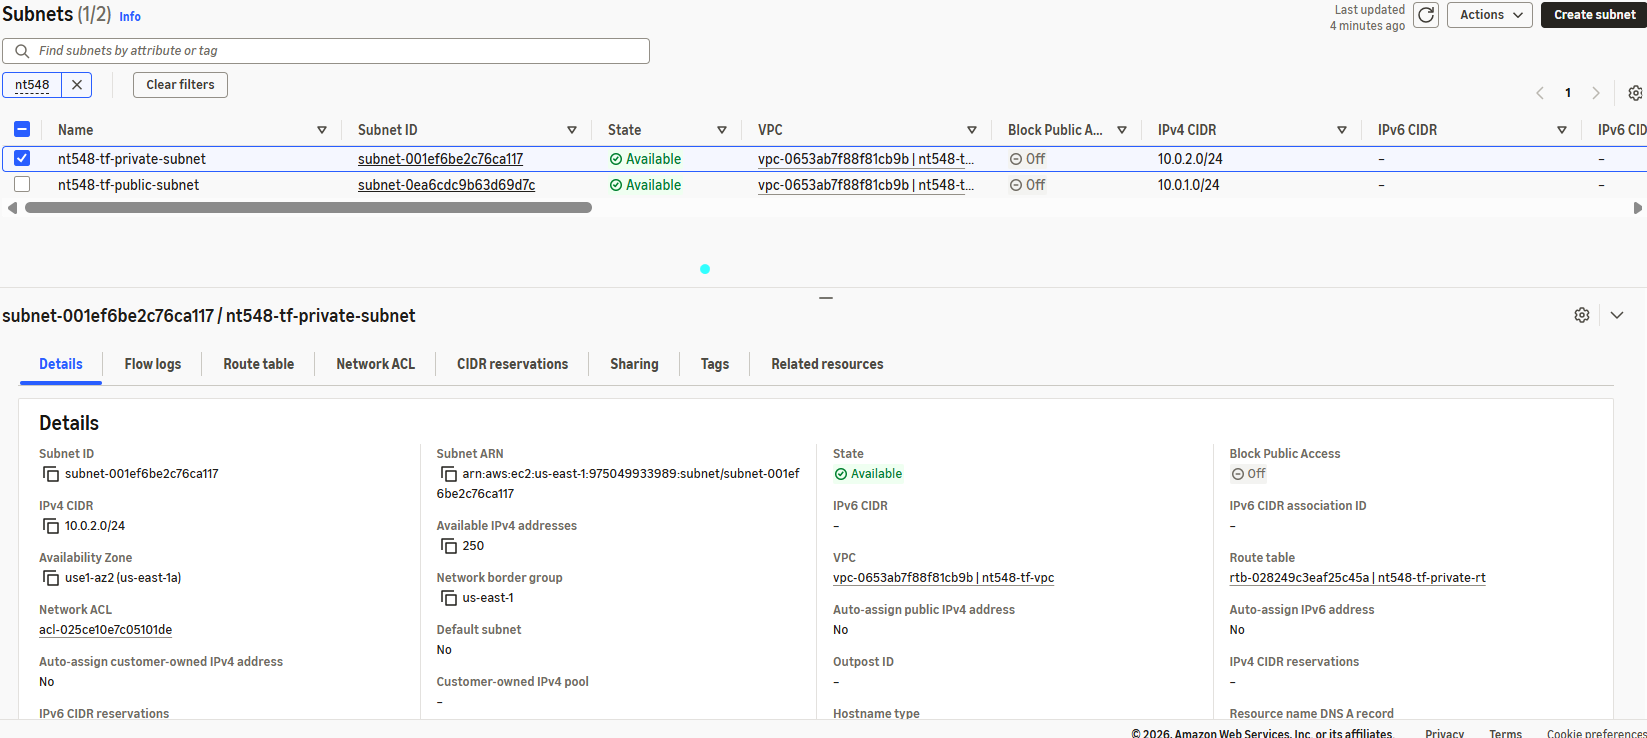 Subnets (1/2) Info
Last updated
4 minutes ago
Actions
Create subnet
Find subnets by attribute or tag
nt548
Clear filters
1
Name Subnet ID State VPC Block Public A... IPv4 CIDR IPv6 CIDR IPv6 CID
nt548-tf-private-subnet subnet-001ef6be2c76ca117 Available vpc-0653ab7f88f81cb9b | nt548-t... Off 10.0.2.0/24 – –
nt548-tf-public-subnet subnet-0ea6cdc9b63d69d7c Available vpc-0653ab7f88f81cb9b | nt548-t... Off 10.0.1.0/24 – –
subnet-001ef6be2c76ca117 / nt548-tf-private-subnet
Details Flow logs Route table Network ACL CIDR reservations Sharing Tags Related resources
Details
Subnet ID
subnet-001ef6be2c76ca117
IPv4 CIDR
10.0.2.0/24
Availability Zone
use1-az2 (us-east-1a)
Network ACL
acl-025ce10e7c05101de
Auto-assign customer-owned IPv4 address
No
IPv6 CIDR reservations
Subnet ARN
arn:aws:ec2:us-east-1:975049933989:subnet/subnet-001ef
6be2c76ca117
Available IPv4 addresses
250
Network border group
us-east-1
Default subnet
No
Customer-owned IPv4 pool
–
State
Available
IPv6 CIDR
–
VPC
vpc-0653ab7f88f81cb9b | nt548-tf-vpc
Auto-assign public IPv4 address
No
Outpost ID
–
Hostname type
Block Public Access
Off
IPv6 CIDR association ID
–
Route table
rtb-028249c3eaf25c45a | nt548-tf-private-rt
Auto-assign IPv6 address
No
IPv4 CIDR reservations
–
Resource name DNS A record
© 2026, Amazon Web Services, Inc. or its affiliates. Privacy Terms Cookie preferences